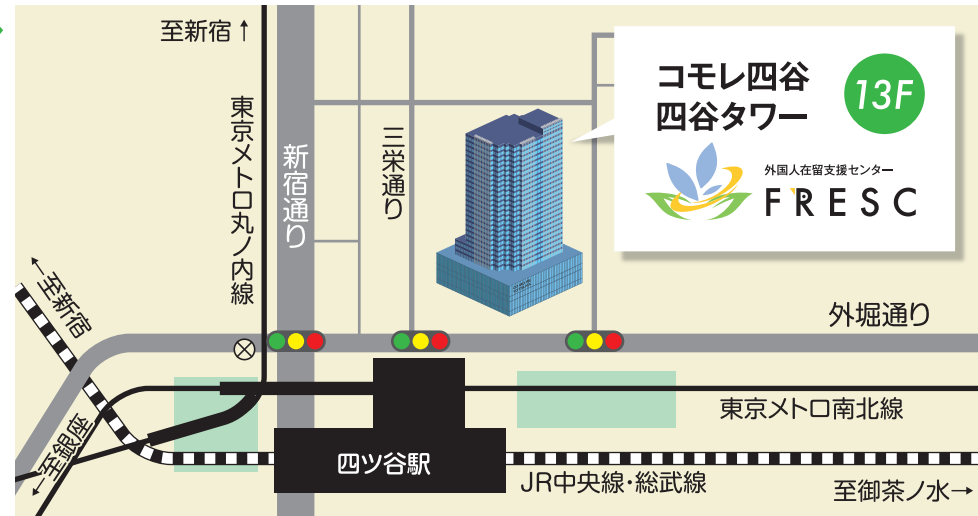 至新宿↑
コモレ四谷
四谷タワー
13F
外国人在留支援センター
FRESC
東京メトロ丸ノ内線
新宿通り
三栄通り
←至新宿
外堀通り
東京メトロ南北線
←至銀座
四ツ谷駅
JR中央線・総武線
至御茶ノ水→